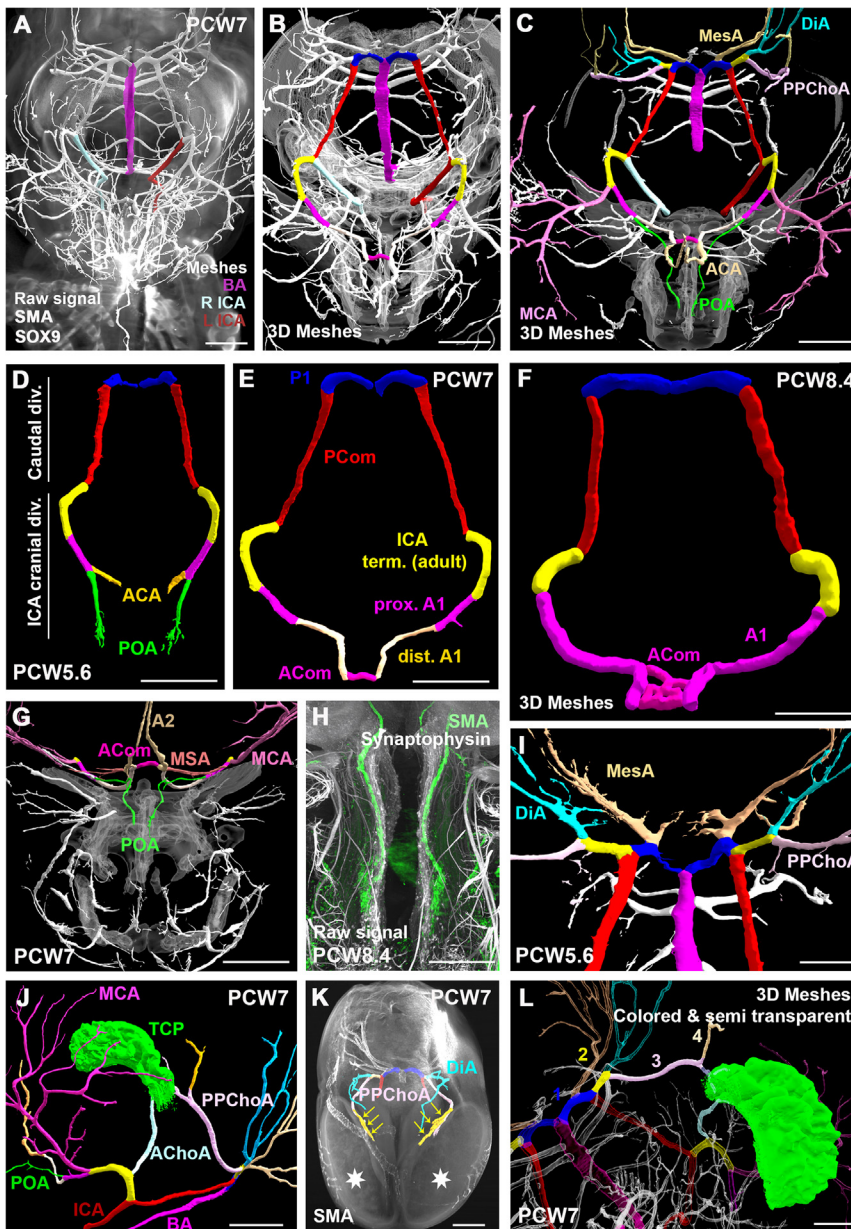 A
PCW7
Meshes
BA
R ICA
L ICA
Raw signal
SMA
SOX9
B
3D Meshes
C
MesA
DiA
PPChoA
ACA
POA
MCA
3D Meshes
D
Caudal div.
ICA cranial div.
ACA
POA
PCW5.6
E
P1
PCW7
PCom
ICA
term. (adult)
prox. A1
dist. A1
ACom
F
PCW8.4
A1
ACom
3D Meshes
G
A2
ACom
MSA
MCA
POA
PCW7
H
SMA
Synaptophysin
Raw signal
PCW8.4
I
MesA
DiA
PPChoA
PCW5.6
J
MCA
PCW7
TCP
PPChoA
AChoA
POA
ICA
BA
K
PCW7
DiA
PPChoA
SMA
L
3D Meshes
Colored & semi transparent
4
2
3
1
PCW7